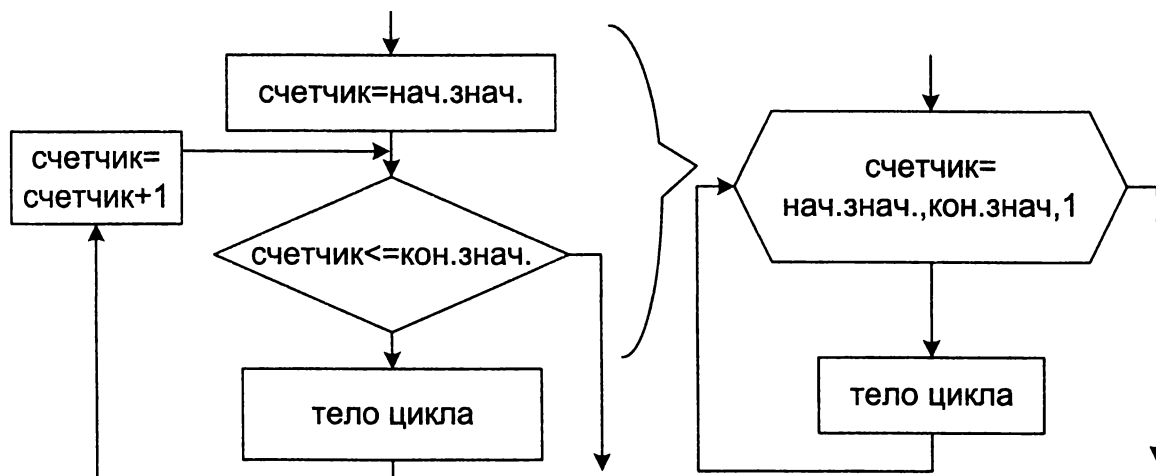 счетчик=нач.знач.
счетчик=
счетчик+1
счетчик<=кон.знач.
тело цикла
счетчик=
нач.знач.,кон.знач,1
тело цикла